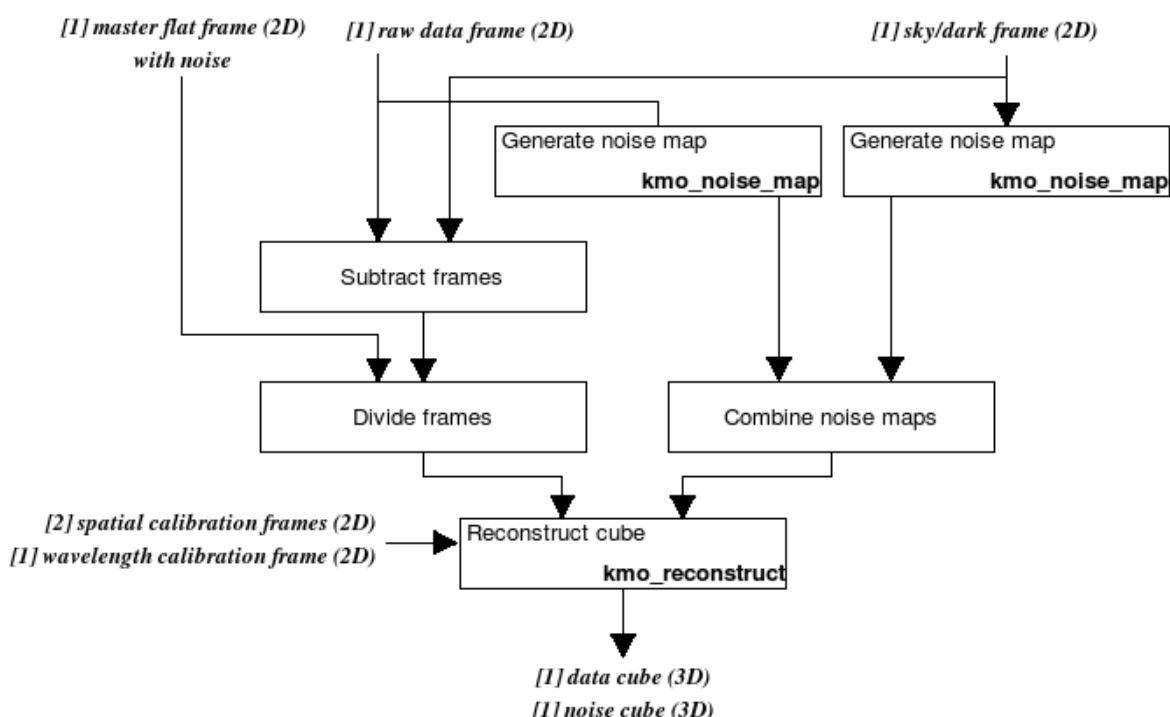 [1] master flat frame (2D)
with noise
[1] raw data frame (2D)
[1] sky/dark frame (2D)
Generate noise map
kmo_noise_map
Generate noise map
kmo_noise_map
Subtract frames
Divide frames
Combine noise maps
[2] spatial calibration frames (2D)
[1] wavelength calibration frame (2D)
Reconstruct cube
kmo_reconstruct
[1] data cube (3D)
[1] noise cube (3D)